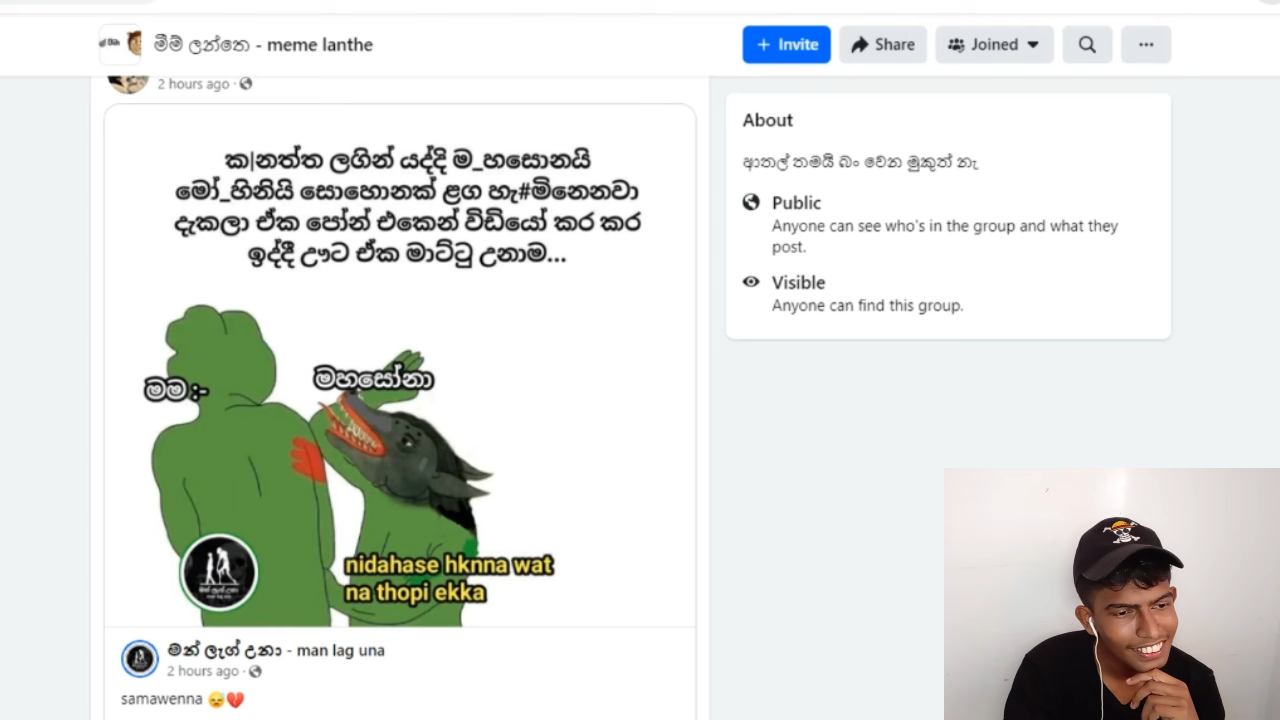 මීම් ලන්තෙ - meme lanthe
+ Invite
Share
Joined
...
2 hours ago ·
ක|නත්ත ලගින් යද්දි ම_හසොනයි
මෝ_හිනියි සොහොනක් ළග හැ#මිනෙනවා
දැකලා ඒක පෝන් එකෙන් විඩියෝ කර කර
ඉද්දී ඌට ඒක මාට්ටු උනාම...
මම :-
මහසෝනා
nidahase hknna wat
na thopi ekka
මන් ලැග් උනා - man lag una
2 hours ago ·
samawenna 😔💔
About
ආතල් තමයි බං වෙන මුකුත් නෑ
Public
Anyone can see who's in the group and what they
post.
Visible
Anyone can find this group.